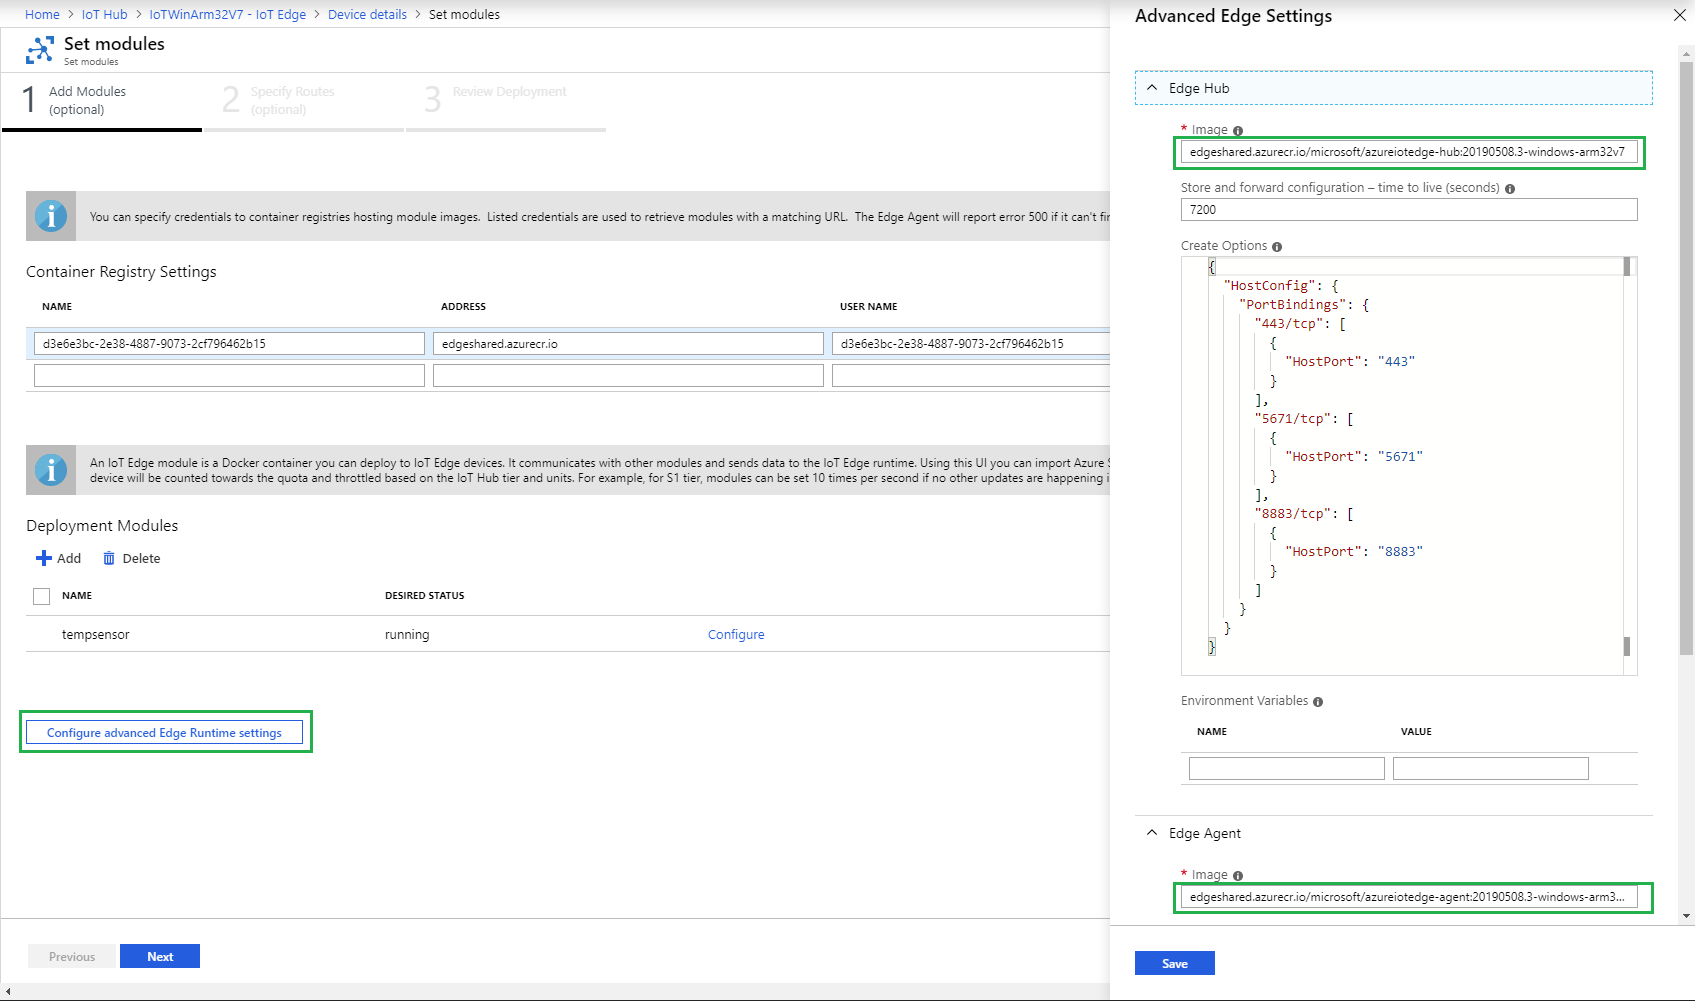 Home > IoT Hub > IoTWinArm32V7 - IoT Edge > Device details > Set modules
Set modules
Set modules
1 Add Modules
(optional)
2 Specify Routes
(optional)
3 Review Deployment
You can specify credentials to container registries hosting module images. Listed credentials are used to retrieve modules with a matching URL. The Edge Agent will report error 500 if it can't fi
Container Registry Settings
NAME ADDRESS USER NAME
d3e6e3bc-2e38-4887-9073-2cf796462b15 edgeshared.azurecr.io d3e6e3bc-2e38-4887-9073-2cf796462b15
An IoT Edge module is a Docker container you can deploy to IoT Edge devices. It communicates with other modules and sends data to the IoT Edge runtime. Using this UI you can import Azure S
device will be counted towards the quota and throttled based on the IoT Hub tier and units. For example, for S1 tier, modules can be set 10 times per second if no other updates are happening i
Deployment Modules
Add Delete
NAME DESIRED STATUS
tempsensor running Configure
Configure advanced Edge Runtime settings
Previous Next
Advanced Edge Settings
Edge Hub
* Image
edgeshared.azurecr.io/microsoft/azureiotedge-hub:20190508.3-windows-arm32v7
Store and forward configuration – time to live (seconds)
7200
Create Options
{
"HostConfig": {
"PortBindings": {
"443/tcp": [
{
"HostPort": "443"
}
],
"5671/tcp": [
{
"HostPort": "5671"
}
],
"8883/tcp": [
{
"HostPort": "8883"
}
]
}
}
}
Environment Variables
NAME VALUE
Edge Agent
* Image
edgeshared.azurecr.io/microsoft/azureiotedge-agent:20190508.3-windows-arm3...
Save